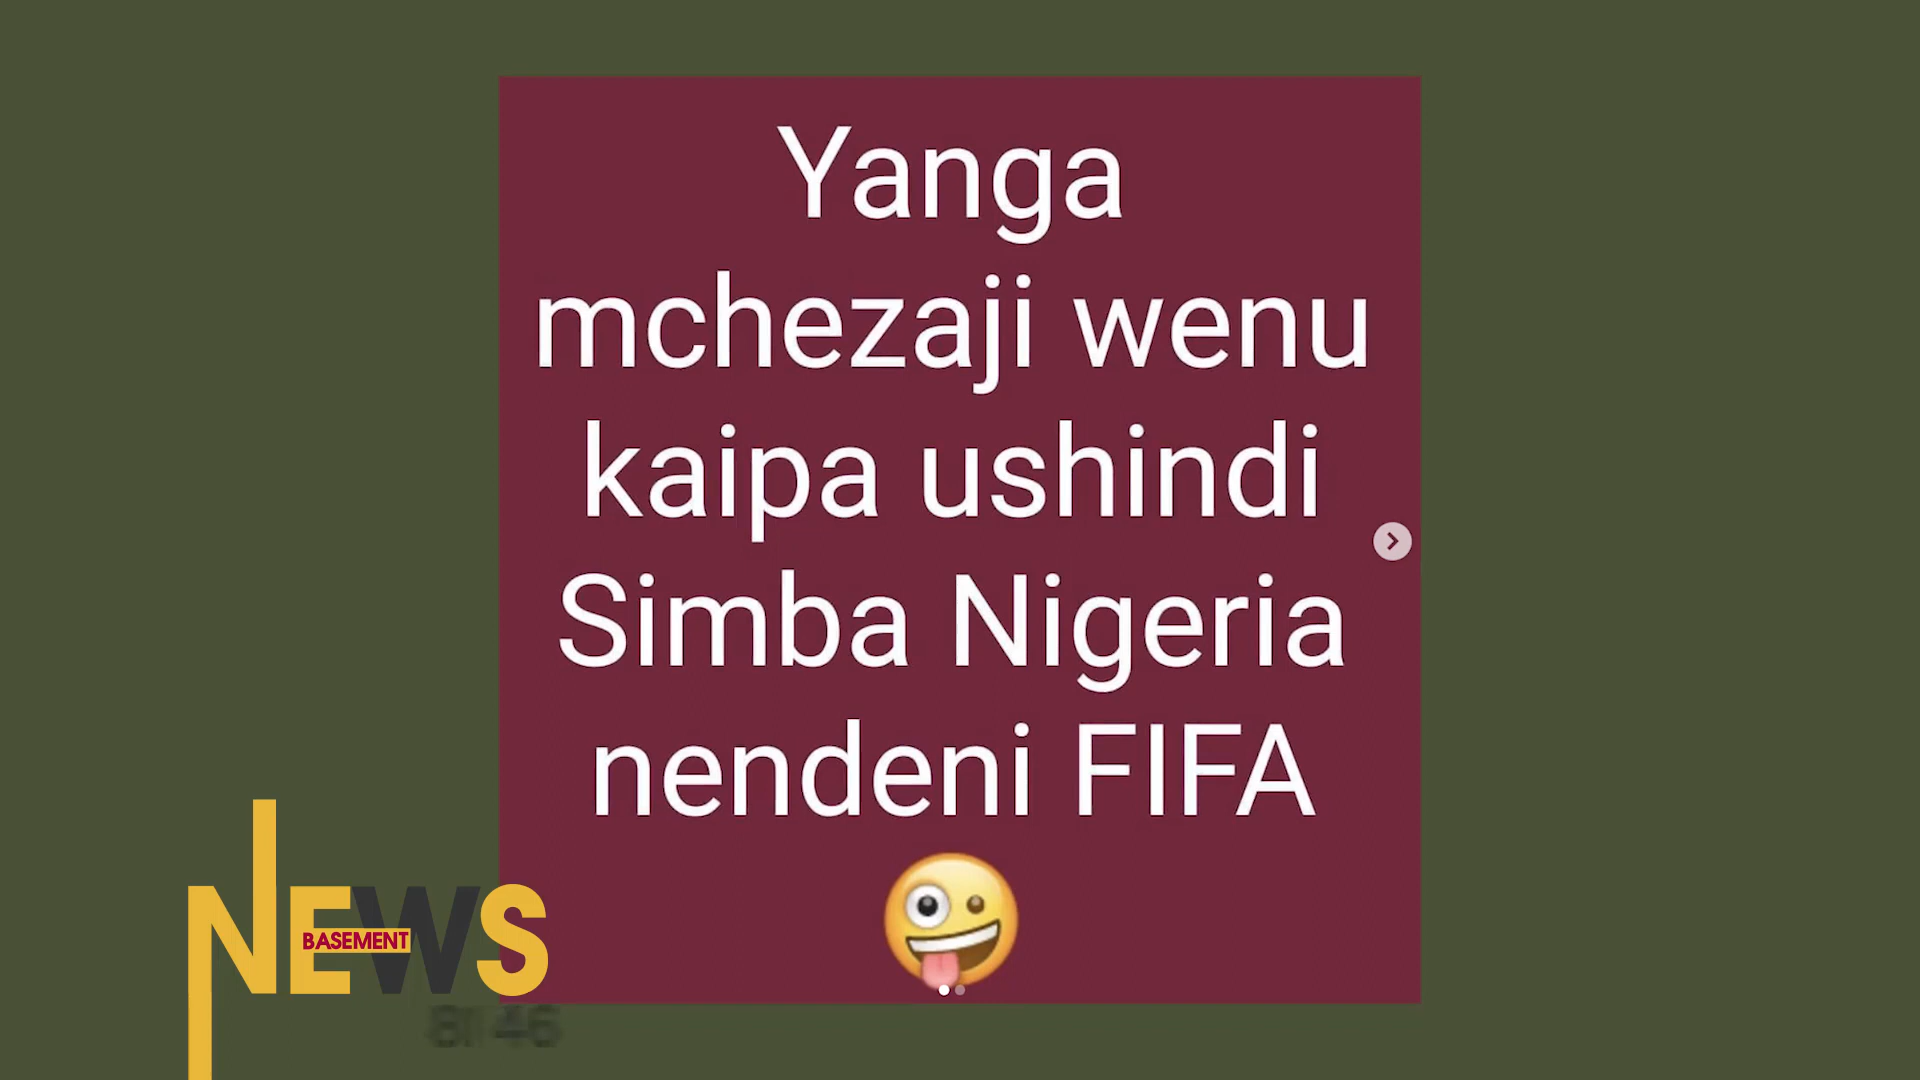 Yanga
mchezaji wenu
kaipa ushindi
Simba Nigeria
nendeni FIFA
NEWS
BASEMENT